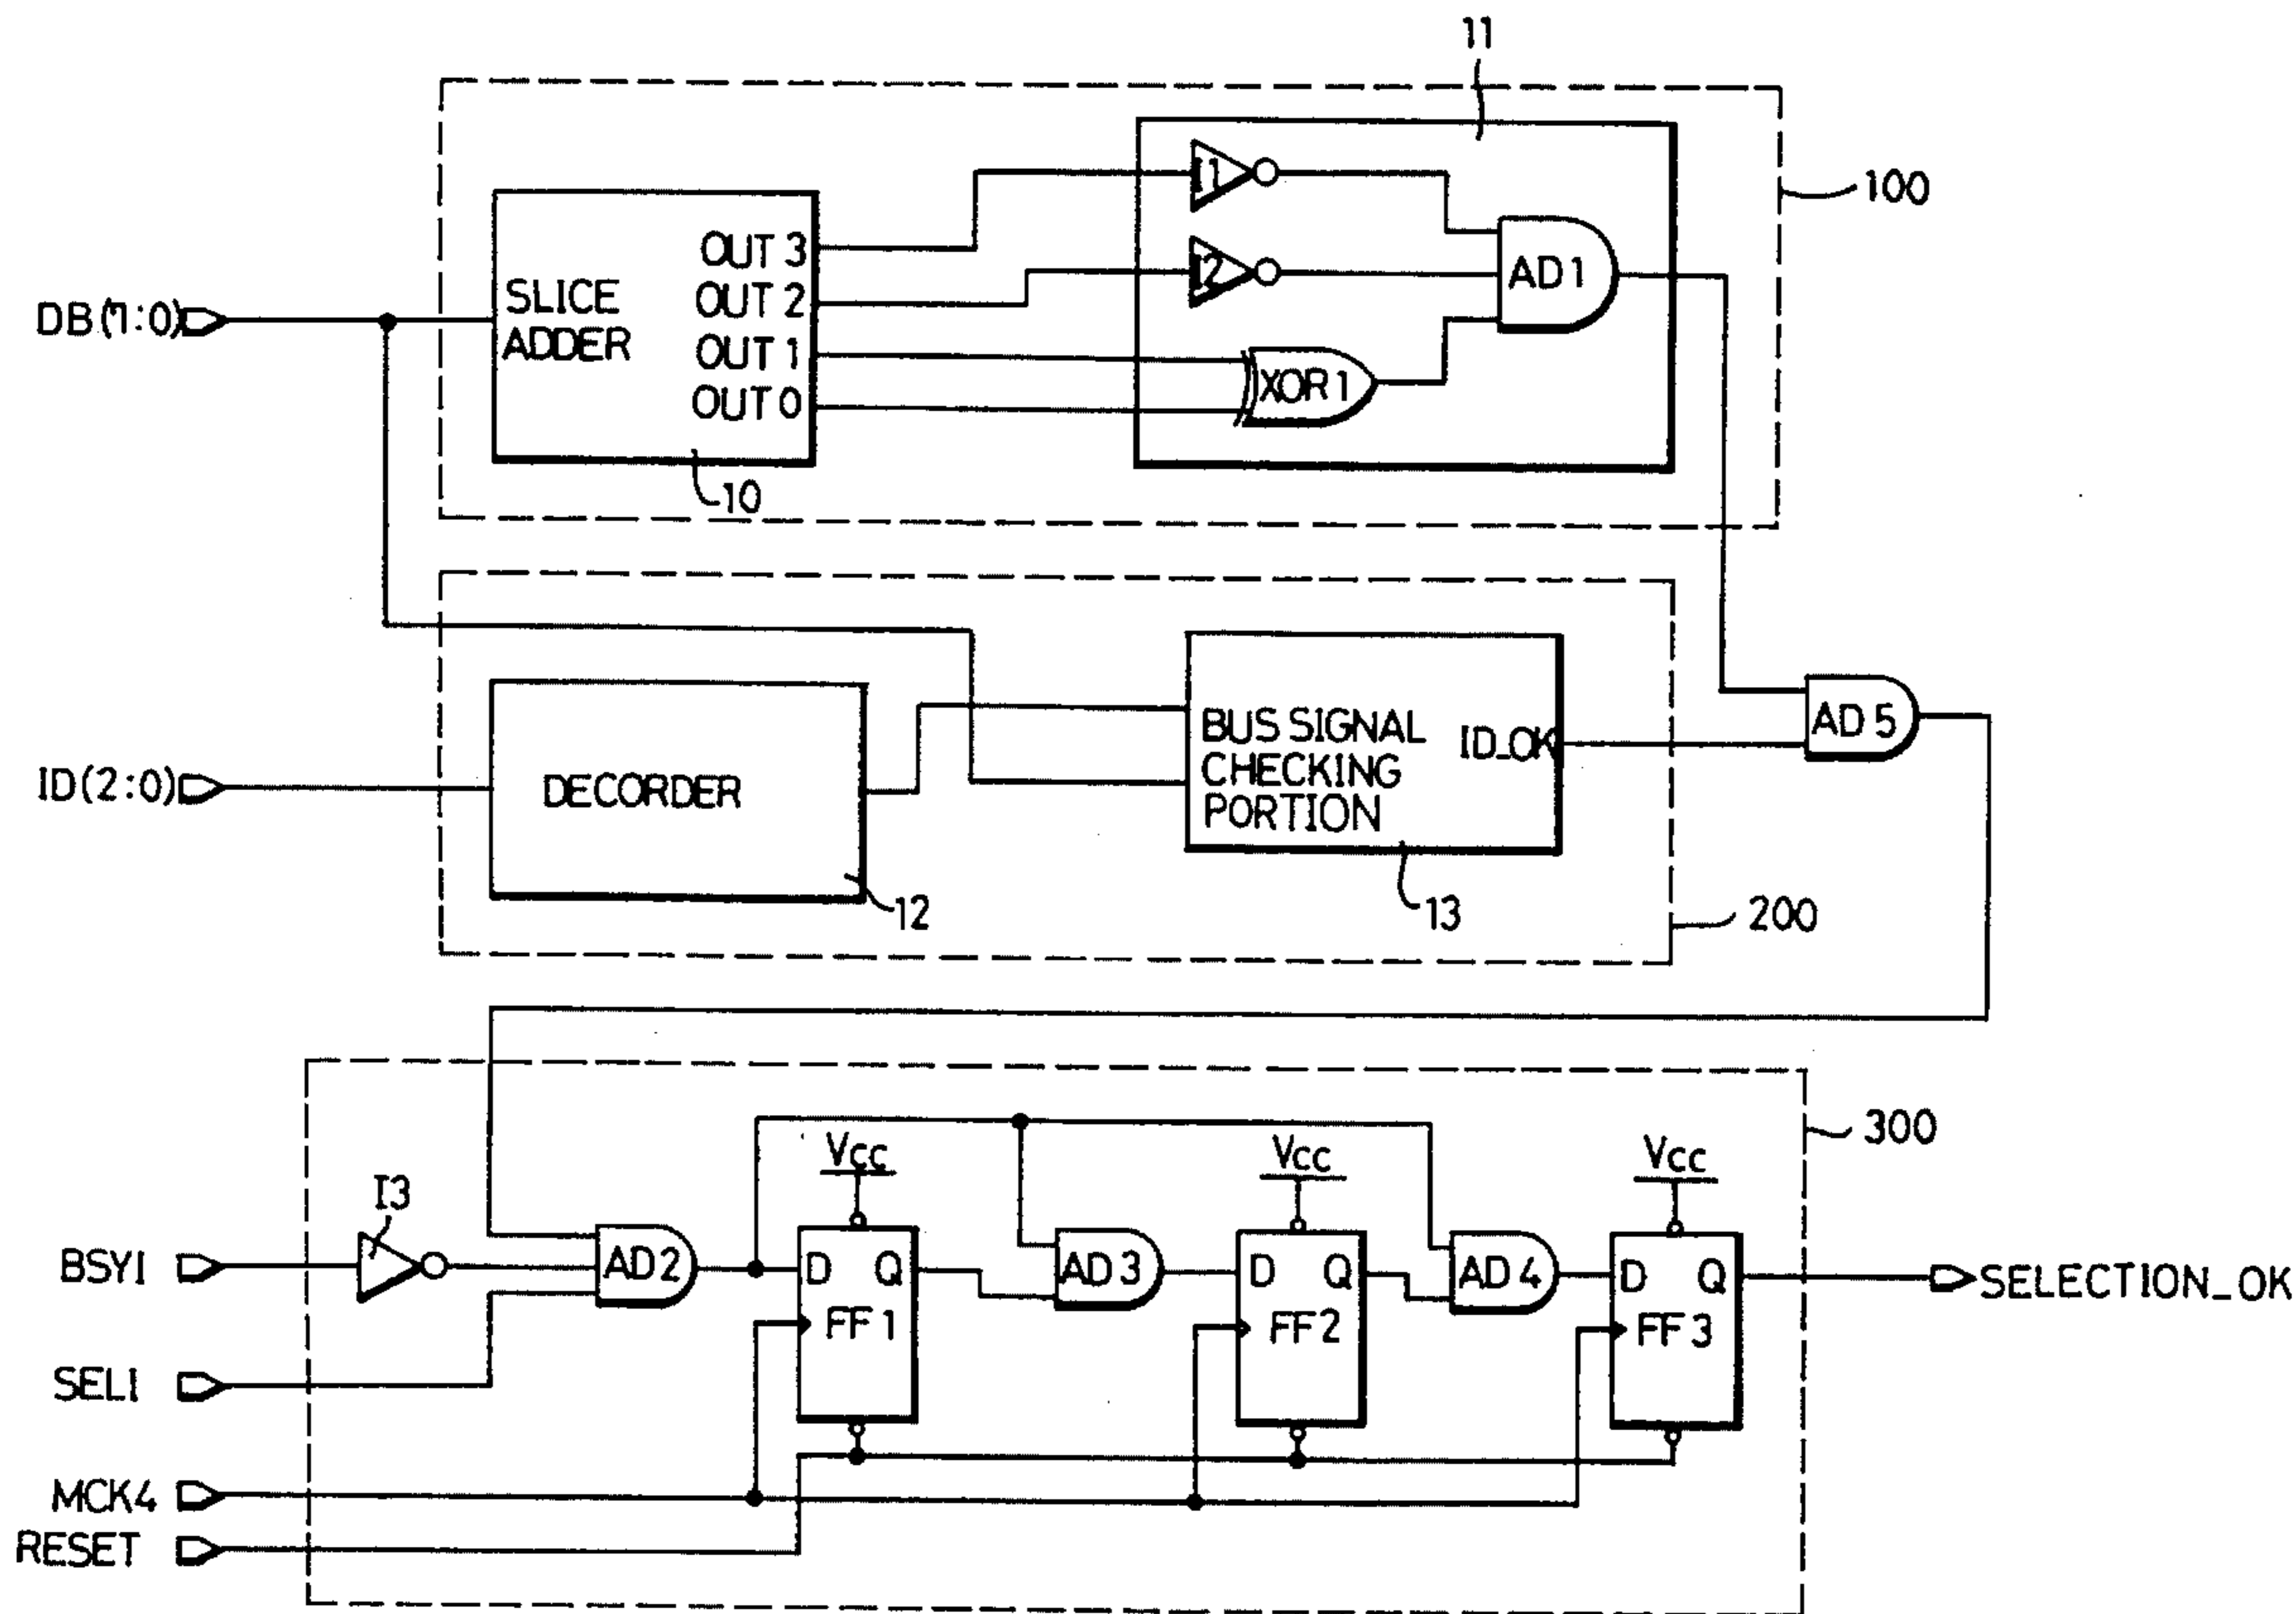 11
100
I1
OUT 3
SLICE
ADDER
OUT 2
I2
AD1
DB(7:0)
OUT 1
OUT 0
XOR1
10
BUS SIGNAL
CHECKING
PORTION
ID_OK
AD5
ID(2:0)
DECORDER
12
13
200
300
Vcc
Vcc
Vcc
I3
BSYI
AD2
D
Q
FF1
AD3
D
Q
FF2
AD4
D
Q
FF3
SELECTION_OK
SELI
MCK4
RESET